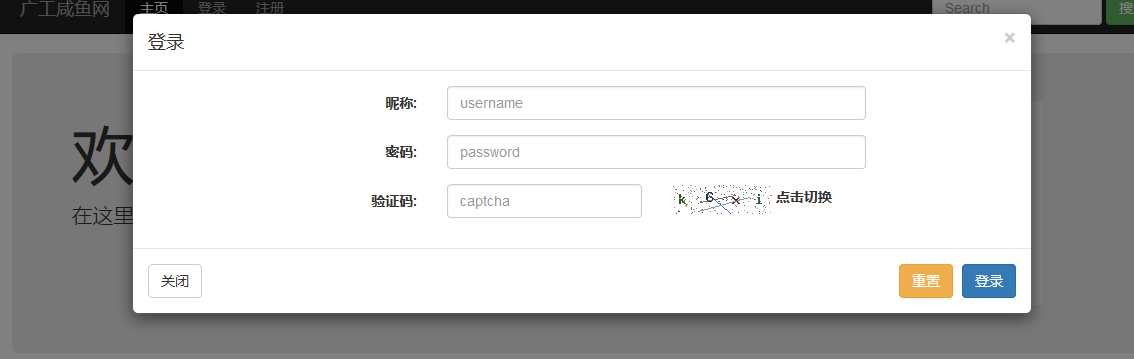 广工咸鱼网 主页 登录 注册 Search 搜
登录 ×
欢
在这里
昵称: username
密码: password
验证码: captcha k 6 x i 点击切换
关闭 重置 登录